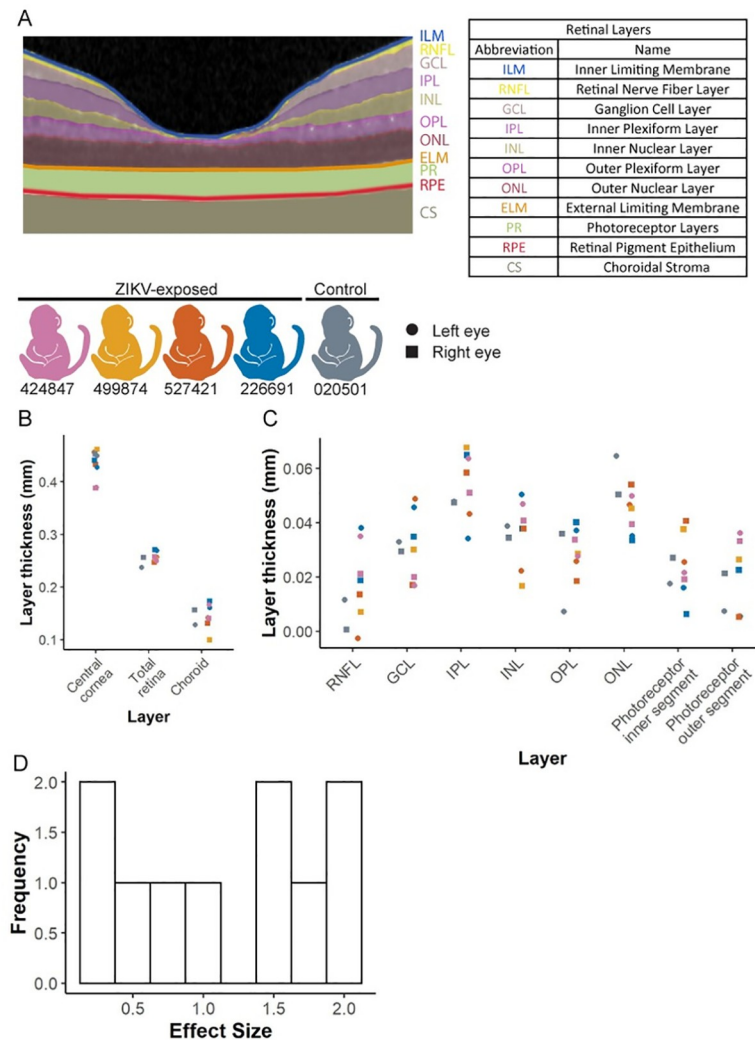 A
ILM
RNFL
GCL
IPL
INL
OPL
ONL
ELM
PR
RPE
CS
Retinal Layers
Abbreviation Name
ILM Inner Limiting Membrane
RNFL Retinal Nerve Fiber Layer
GCL Ganglion Cell Layer
IPL Inner Plexiform Layer
INL Inner Nuclear Layer
OPL Outer Plexiform Layer
ONL Outer Nuclear Layer
ELM External Limiting Membrane
PR Photoreceptor Layers
RPE Retinal Pigment Epithelium
CS Choroidal Stroma
ZIKV-exposed Control
424847 499874 527421 226691 020501
Left eye
Right eye
B
Layer thickness (mm)
0.4
0.3
0.2
0.1
Central
cornea
Total
retina
Choroid
Layer
C
Layer thickness (mm)
0.06
0.04
0.02
0.00
RNFL
GCL
IPL
INL
OPL
ONL
Photoreceptor
inner segment
Photoreceptor
outer segment
Layer
D
Frequency
2.0
1.5
1.0
0.5
0.0
0.5 1.0 1.5 2.0
Effect Size